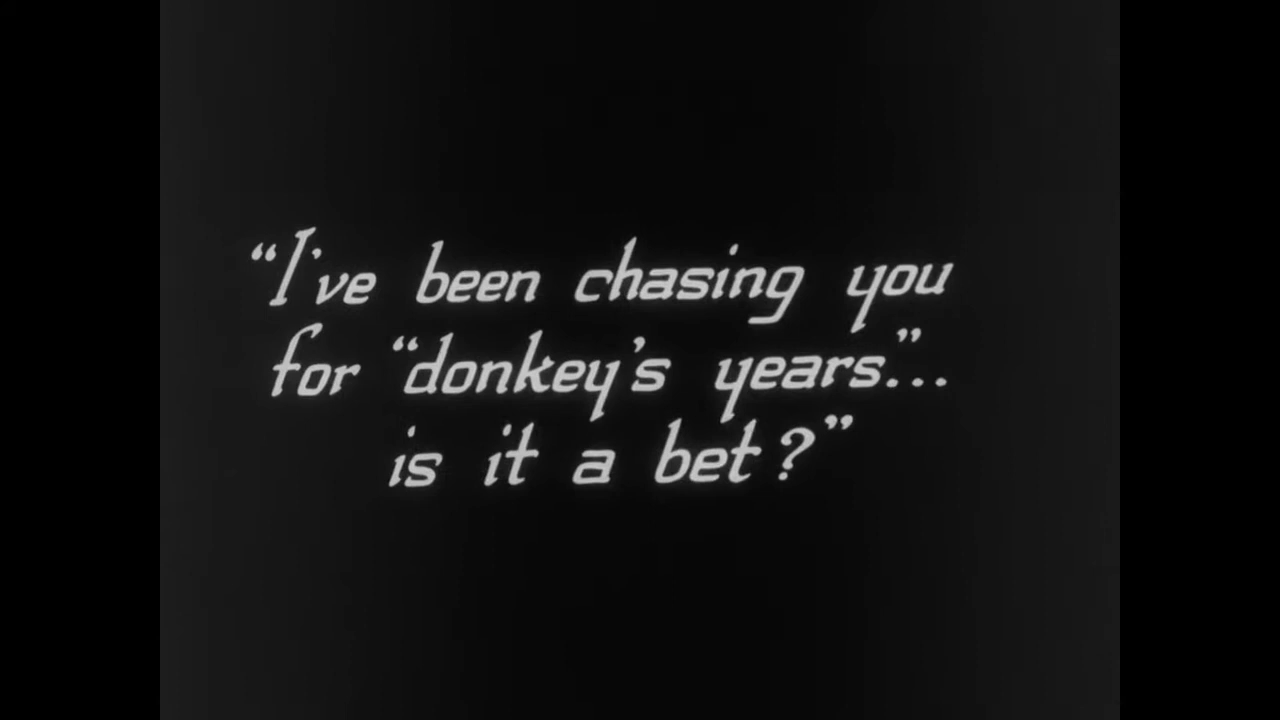 “I’ve been chasing you
for “donkey’s years”...
is it a bet?”